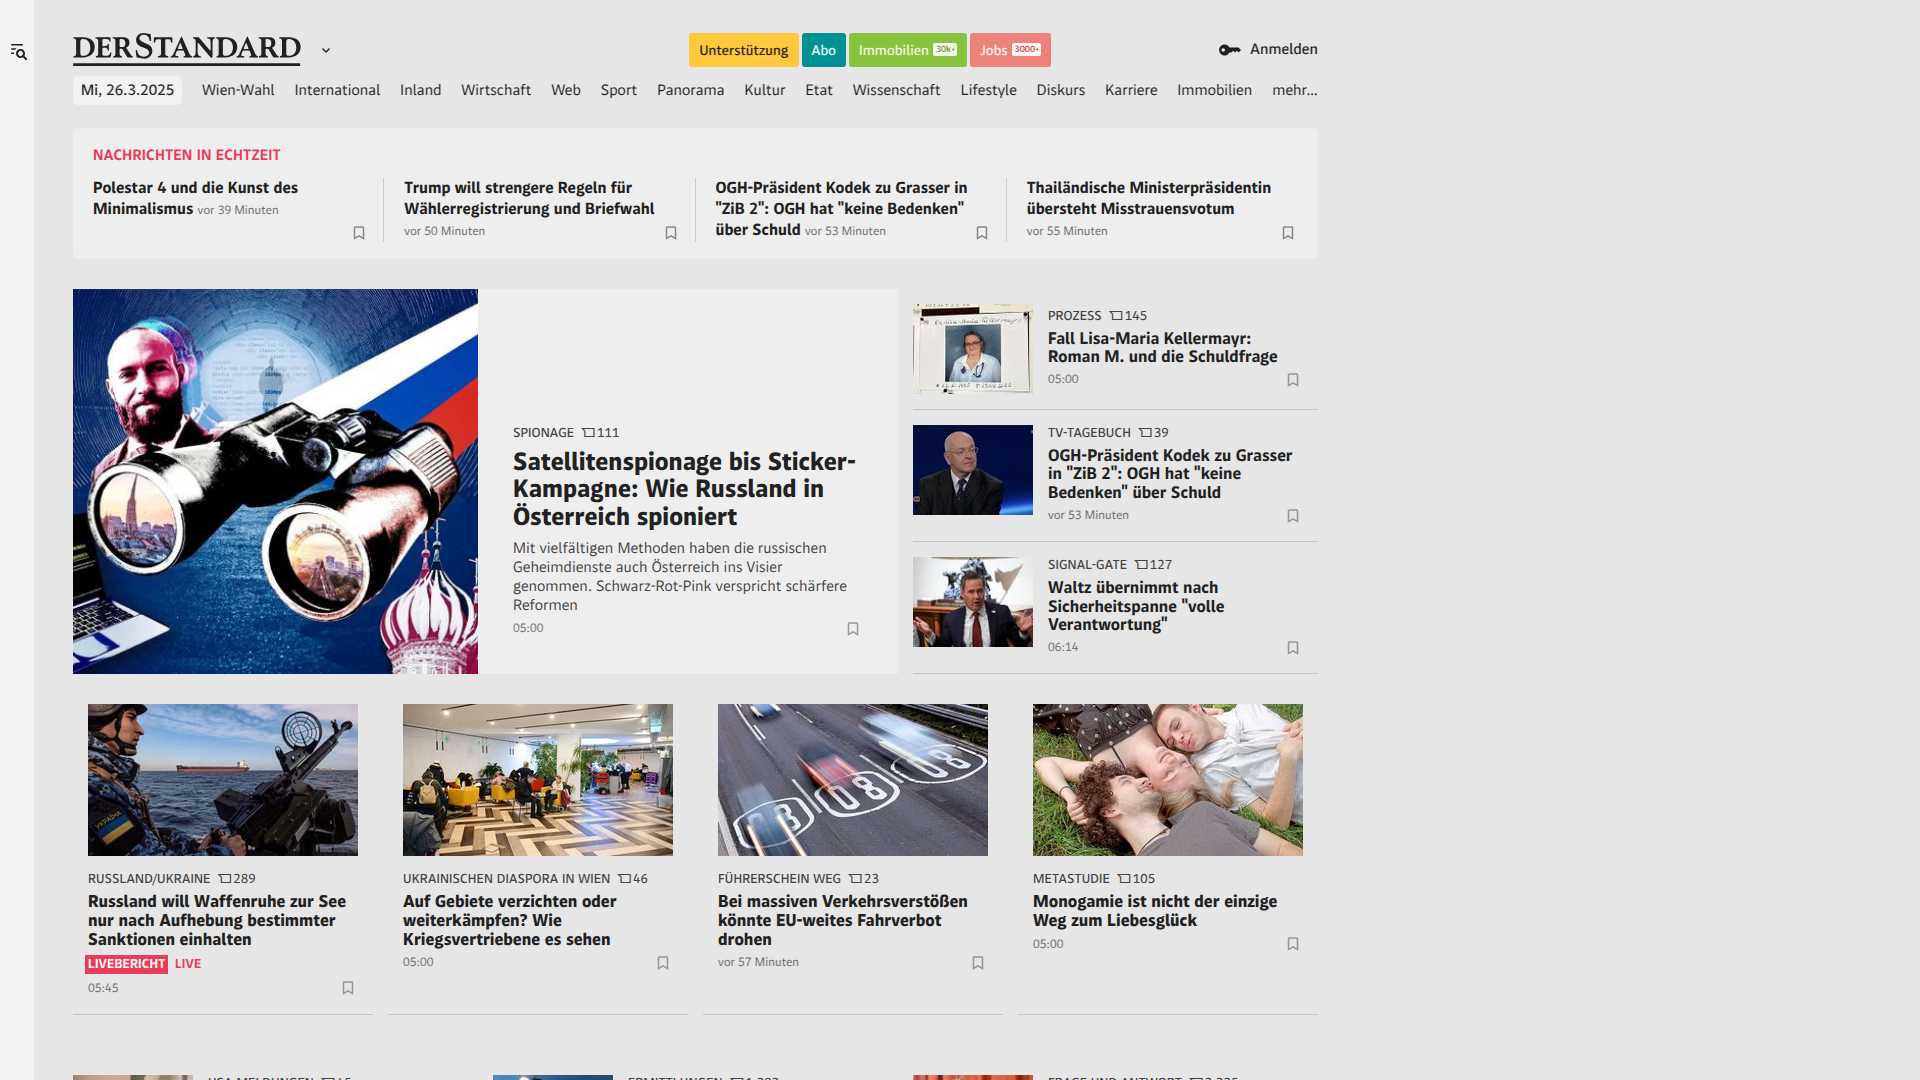 DERSTANDARD
Unterstützung
Abo
Immobilien 30k+
Jobs 3000+
Anmelden
Mi, 26.3.2025
Wien-Wahl
International
Inland
Wirtschaft
Web
Sport
Panorama
Kultur
Etat
Wissenschaft
Lifestyle
Diskurs
Karriere
Immobilien
mehr...
NACHRICHTEN IN ECHTZEIT
Polestar 4 und die Kunst des
Minimalismus vor 39 Minuten
Trump will strengere Regeln für
Wählerregistrierung und Briefwahl
vor 50 Minuten
OGH-Präsident Kodek zu Grasser in
"ZiB 2": OGH hat "keine Bedenken"
über Schuld vor 53 Minuten
Thailändische Ministerpräsidentin
übersteht Misstrauensvotum
vor 55 Minuten
SPIONAGE 111
Satellitenspionage bis Sticker-
Kampagne: Wie Russland in
Österreich spioniert
Mit vielfältigen Methoden haben die russischen
Geheimdienste auch Österreich ins Visier
genommen. Schwarz-Rot-Pink verspricht schärfere
Reformen
05:00
PROZESS 145
Fall Lisa-Maria Kellermayr:
Roman M. und die Schuldfrage
05:00
TV-TAGEBUCH 39
OGH-Präsident Kodek zu Grasser
in "ZiB 2": OGH hat "keine
Bedenken" über Schuld
vor 53 Minuten
SIGNAL-GATE 127
Waltz übernimmt nach
Sicherheitspanne "volle
Verantwortung"
06:14
RUSSLAND/UKRAINE 289
Russland will Waffenruhe zur See
nur nach Aufhebung bestimmter
Sanktionen einhalten
LIVEBERICHT LIVE
05:45
UKRAINISCHEN DIASPORA IN WIEN 46
Auf Gebiete verzichten oder
weiterkämpfen? Wie
Kriegsvertriebene es sehen
05:00
FÜHRERSCHEIN WEG 23
Bei massiven Verkehrsverstößen
könnte EU-weites Fahrverbot
drohen
vor 57 Minuten
METASTUDIE 105
Monogamie ist nicht der einzige
Weg zum Liebesglück
05:00